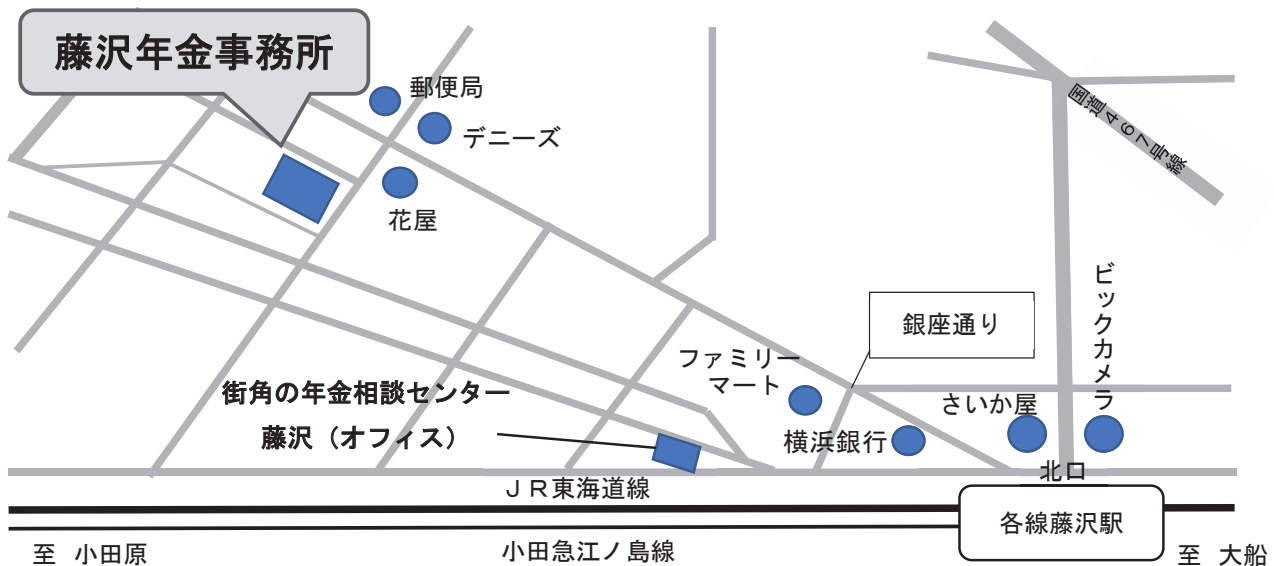 藤沢年金事務所
郵便局
デニーズ
国道467号線
花屋
ビックカメラ
銀座通り
ファミリー
マート
街角の年金相談センター
藤沢（オフィス）
さいか屋
横浜銀行
北口
ＪＲ東海道線
各線藤沢駅
至 小田原
小田急江ノ島線
至 大船